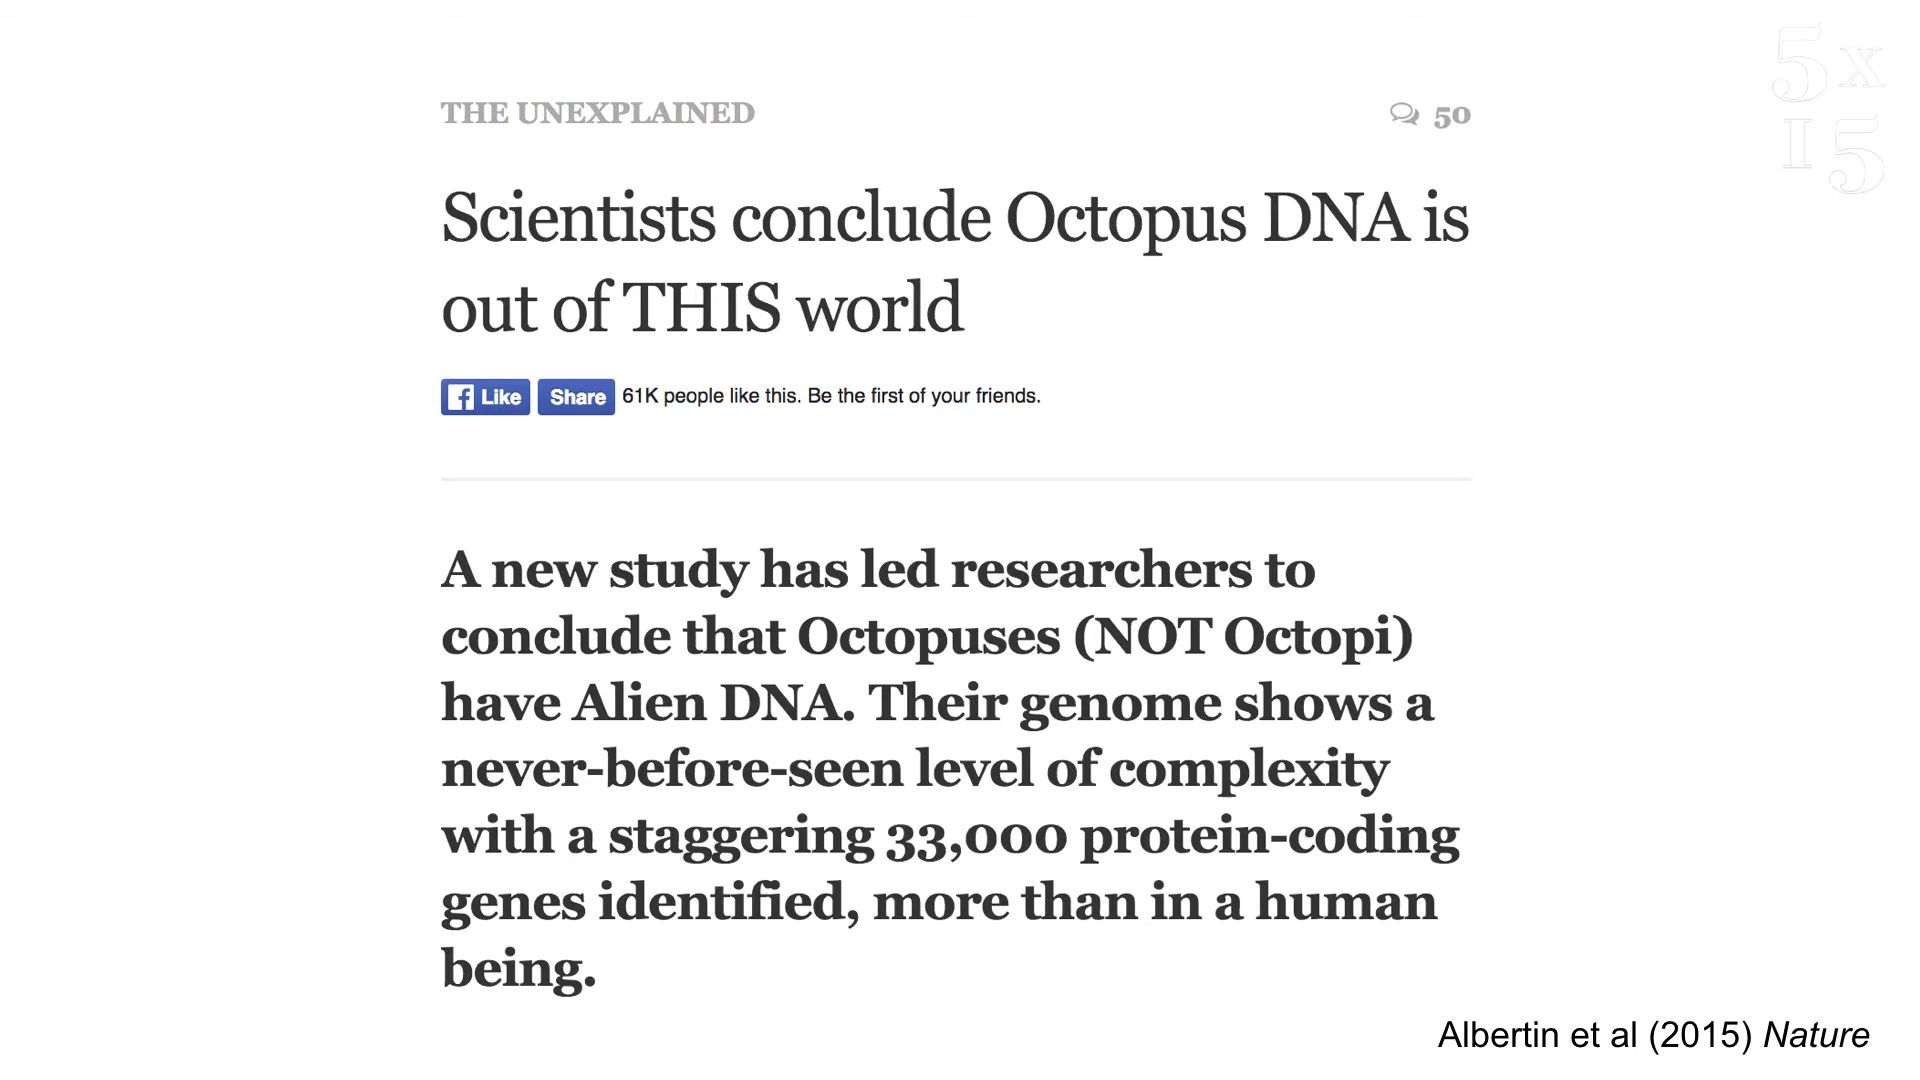 5 x
15
THE UNEXPLAINED
50
Scientists conclude Octopus DNA is
out of THIS world
Like Share 61K people like this. Be the first of your friends.
A new study has led researchers to
conclude that Octopuses (NOT Octopi)
have Alien DNA. Their genome shows a
never-before-seen level of complexity
with a staggering 33,000 protein-coding
genes identified, more than in a human
being.
Albertin et al (2015) Nature